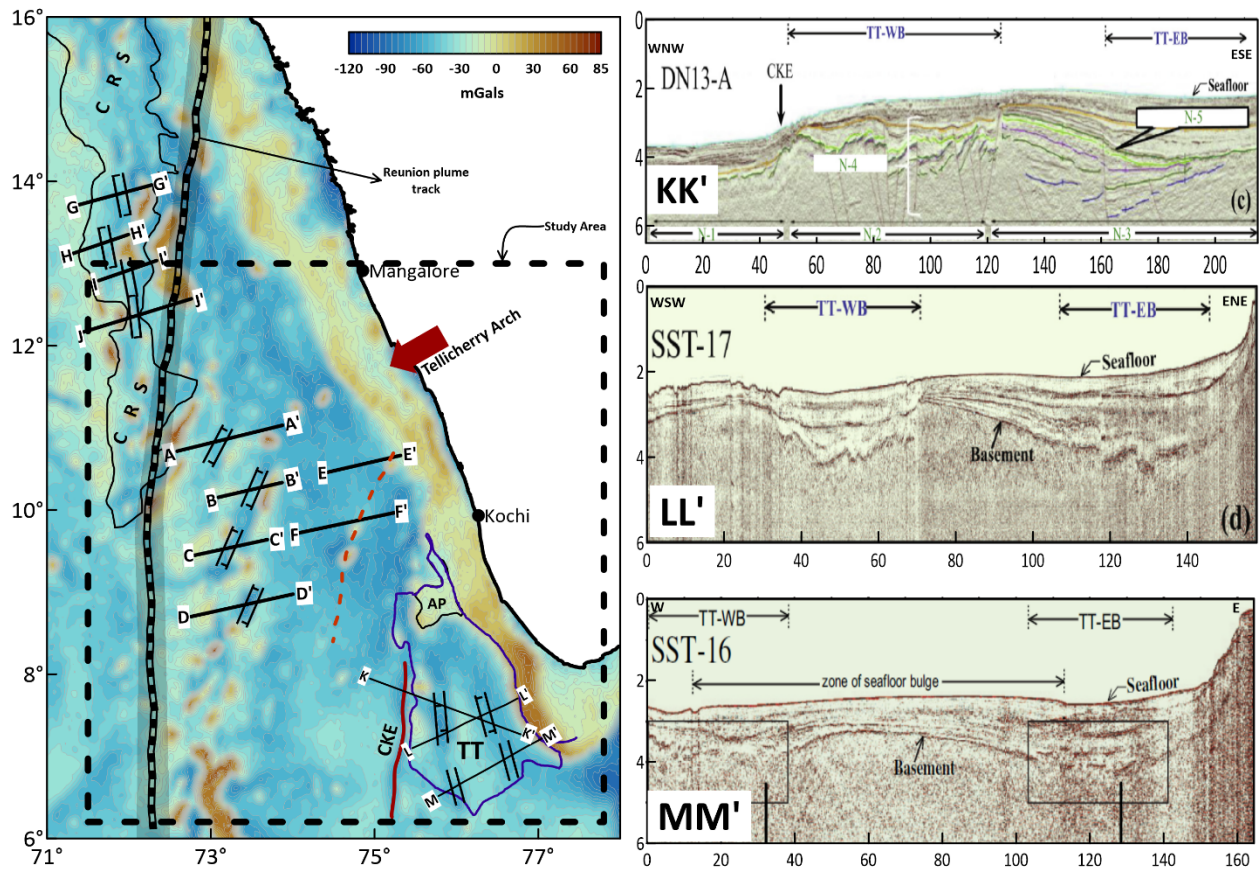 16°
14°
12°
10°
8°
6°
71°
73°
75°
77°
-120 -90 -60 -30 0 30 60 85
mGals
C R S
C R S
Reunion plume
track
Study Area
Mangalore
Tellicherry Arch
Kochi
G G'
H H'
I I'
J J'
A A'
B B'
C C'
D D'
E E'
F F'
AP
K K'
L L'
M M'
CKE
TT
0
2
4
6
WNW
TT-WB
TT-EB
ESE
DN13-A
CKE
Seafloor
N-5
N-4
KK'
(c)
N-1 N-2 N-3
0 20 40 60 80 100 120 140 160 180 200
0
2
4
6
WSW
TT-WB
TT-EB
ENE
SST-17
Seafloor
Basement
LL'
(d)
0 20 40 60 80 100 120 140
0
2
4
6
W
TT-WB
TT-EB
E
SST-16
zone of seafloor bulge
Seafloor
Basement
MM'
0 20 40 60 80 100 120 140 160